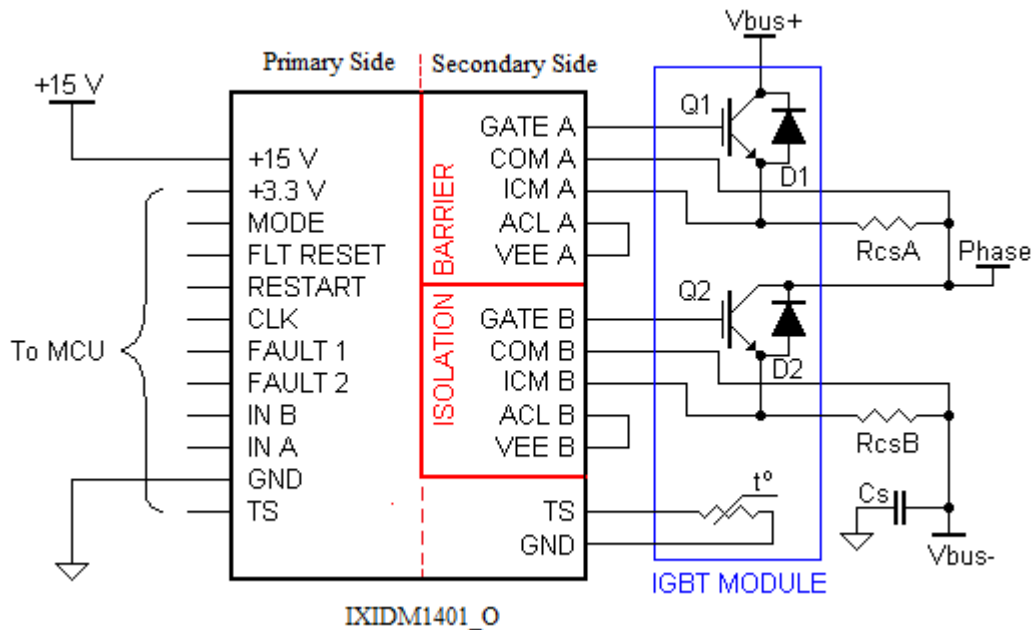 Vbus+
Primary Side
Secondary Side
+15 V
Q1
GATE A
COM A
+15 V
D1
+3.3 V
ICM A
MODE
ACL A
RcsA
Phase
FLT RESET
VEE A
RESTART
Q2
CLK
GATE B
To MCU
FAULT 1
COM B
D2
FAULT 2
ICM B
IN B
ACL B
RcsB
IN A
VEE B
ISOLATION BARRIER
GND
t°
Cs
TS
TS
GND
Vbus-
IGBT MODULE
IXIDM1401_O